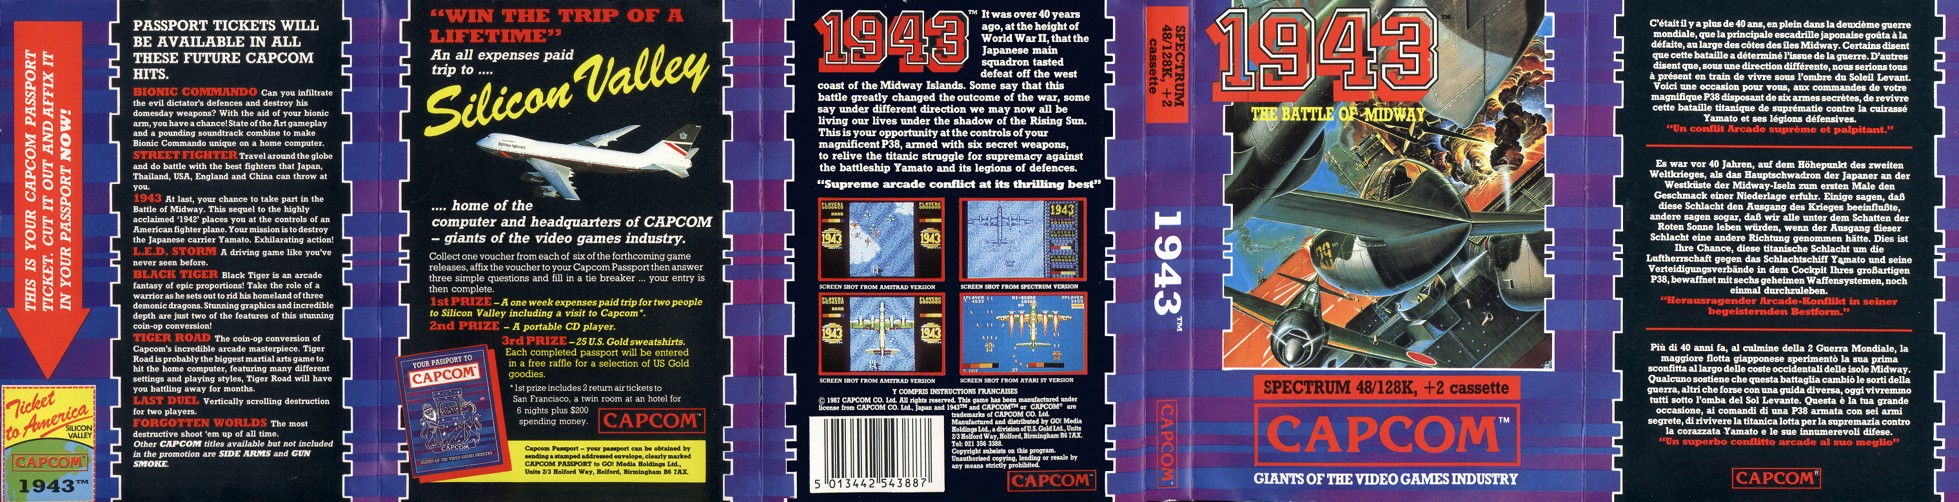 THIS IS YOUR CAPCOM PASSPORT
TICKET. CUT IT OUT AND AFFIX IT
IN YOUR PASSPORT NOW!
Ticket
to America
SILICON
VALLEY
CAPCOM
1943™
PASSPORT TICKETS WILL
BE AVAILABLE IN ALL
THESE FUTURE CAPCOM
HITS.
BIONIC COMMANDO Can you infiltrate
the evil dictator's defences and destroy his
domesday weapons? With the aid of your bionic
arm, you have a chance! State of the Art gameplay
and a pounding soundtrack combine to make
Bionic Commando unique on a home computer.
STREET FIGHTER Travel around the globe
and do battle with the best fighters that Japan,
Thailand, USA, England and China can throw at
you.
1943 At last, your chance to take part in the
Battle of Midway. This sequel to the highly
acclaimed '1942' places you at the controls of an
American fighter plane. Your mission is to destroy
the Japanese carrier Yamato. Exhilarating action!
L.E.D. STORM A driving game like you've
never seen before.
BLACK TIGER Black Tiger is an arcade
fantasy of epic proportions! Take the role of a
warrior as he sets out to rid his homeland of three
demonic dragons. Stunning graphics and incredible
depth are just two of the features of this stunning
coin-op conversion!
TIGER ROAD The coin-op conversion of
Capcom's incredible arcade masterpiece. Tiger
Road is probably the biggest martial arts game to
hit the home computer, featuring many different
settings and playing styles, Tiger Road will have
you battling away for months.
LAST DUEL Vertically scrolling destruction
for two players.
FORGOTTEN WORLDS The most
destructive shoot 'em up of all time.
Other CAPCOM titles available but not included
in the promotion are SIDE ARMS and GUN
SMOKE.
"WIN THE TRIP OF A
LIFETIME"
An all expenses paid
trip to ....
Silicon Valley
.... home of the
computer and headquarters of CAPCOM
– giants of the video games industry.
Collect one voucher from each of six of the forthcoming game
releases, affix the voucher to your Capcom Passport then answer
three simple questions and fill in a tie breaker ... your entry is
then complete.
1st PRIZE – A one week expenses paid trip for two people
to Silicon Valley including a visit to Capcom*.
2nd PRIZE – A portable CD player.
3rd PRIZE – 25 U.S. Gold sweatshirts.
Each completed passport will be entered
in a free raffle for a selection of US Gold
goodies.
*1st prize includes 2 return air tickets to
San Francisco, a twin room at an hotel for
6 nights plus $200
spending money.
CAPCOM™
YOUR PASSPORT TO
CAPCOM
GIANTS OF THE VIDEO GAMES INDUSTRY
Capcom Passport – your passport can be obtained by
sending a stamped addressed envelope, clearly marked
CAPCOM PASSPORT to GO! Media Holdings Ltd.,
Units 2/3 Holford Way, Holford, Birmingham B6 7AX.
1943™
It was over 40 years
ago, at the height of
World War II, that the
Japanese main
squadron tasted
defeat off the west
coast of the Midway Islands. Some say that this
battle greatly changed the outcome of the war, some
say under different direction we may now all be
living our lives under the shadow of the Rising Sun.
This is your opportunity at the controls of your
magnificent P38, armed with six secret weapons,
to relive the titanic struggle for supremacy against
the battleship Yamato and its legions of defences.
"Supreme arcade conflict at its thrilling best"
SCREEN SHOT FROM AMSTRAD VERSION
SCREEN SHOT FROM SPECTRUM VERSION
SCREEN SHOT FROM AMSTRAD VERSION
SCREEN SHOT FROM ATARI ST VERSION
Y COMPRIS INSTRUCTIONS FRANCAISES
© 1987 CAPCOM CO. Ltd. All rights reserved. This game has been manufactured under
license from CAPCOM CO. Ltd., Japan and 1943™ and CAPCOM™ or CAPCOM® are
trademarks of CAPCOM CO. Ltd.
Manufactured and distributed by GO! Media
Holdings Ltd., a division of U.S. Gold Ltd., Units
2/3 Holford Way, Holford, Birmingham B6 7AX.
Tel: 021 356 3388.
Copyright subsists on this program.
Unauthorised copying, lending or resale by
any means strictly prohibited.
5 013442 543887
CAPCOM®
SPECTRUM
48/128K, +2
cassette
1943™
CAPCOM®
1943™
THE BATTLE OF MIDWAY
SPECTRUM 48/128K, +2 cassette
CAPCOM™
GIANTS OF THE VIDEO GAMES INDUSTRY
C'était il y a plus de 40 ans, en plein dans la deuxième guerre
mondiale, que la principale escadrille japonaise goûta à la
défaite, au large des côtes des îles Midway. Certains disent
que cette bataille a déterminé l'issue de la guerre. D'autres
disent que, sous une direction différente, nous serions tous
à présent en train de vivre sous l'ombre du Soleil Levant.
Voici une occasion pour vous, aux commandes de votre
magnifique P38 disposant de six armes secrètes, de revivre
cette bataille titanique de suprématie contre la cuirassé
Yamato et ses légions défensives.
"Un conflit Arcade suprème et palpitant."
Es war vor 40 Jahren, auf dem Höhepunkt des zweiten
Weltkrieges, als das Hauptschwadron der Japaner an der
Westküste der Midway-Iseln zum ersten Male den
Geschmack einer Niederlage erfuhr. Einige sagen, daß
diese Schlacht den Ausgang des Krieges beeinflußte,
andere sagen sogar, daß wir alle unter dem Schatten der
Roten Sonne leben würden, wenn der Ausgang dieser
Schlacht eine andere Richtung genommen hätte. Dies ist
Ihre Chance, diese titanische Schlacht um die
Luftherrschaft gegen das Schlachtschiff Yamato und seine
Verteidigungsverbände in dem Cockpit Ihres großartigen
P38, bewaffnet mit sechs geheimen Waffensystemen, noch
einmal durchzuleben.
"Herausragender Arcade-Konflikt in seiner
begeisternden Bestform."
Più di 40 anni fa, al culmine della 2 Guerra Mondiale, la
maggiore flotta giapponese sperimentò la sua prima
sconfitta al largo delle coste occidentali delle isole Midway.
Qualcuno sostiene che questa battaglia cambiò le sorti della
guerra, altri che forse con una guida diversa, oggi vivremmo
tutti sotto l'omba del Sol Levante. Questa è la tua grande
occasione, ai comandi di una P38 armata con sei armi
segrete, di rivivere la titanica lotta per la supremazia contro
la corazzata Yamato e le sue innumerevoli difese.
"Un superbo conflitto arcade al suo meglio"
CAPCOM®